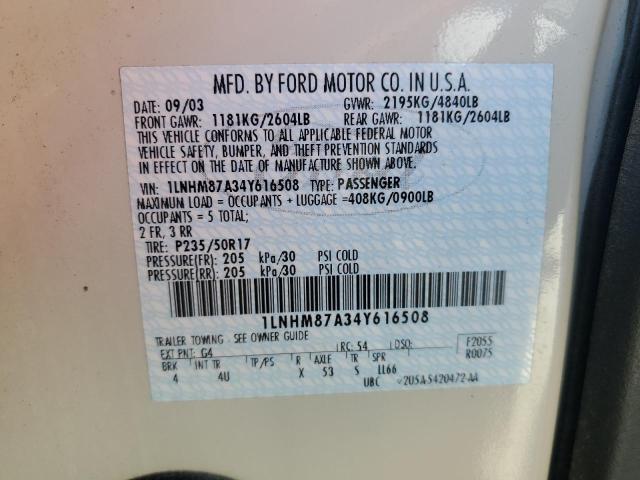 MFD. BY FORD MOTOR CO. IN U.S.A.
DATE: 09/03 GVWR: 2195KG/4840LB
FRONT GAWR: 1181KG/2604LB REAR GAWR: 1181KG/2604LB
THIS VEHICLE CONFORMS TO ALL APPLICABLE FEDERAL MOTOR
VEHICLE SAFETY, BUMPER, AND THEFT PREVENTION STANDARDS
IN EFFECT ON THE DATE OF MANUFACTURE SHOWN ABOVE.
VIN: 1LNHM87A34Y616508 TYPE: PASSENGER
MAXIMUM LOAD = OCCUPANTS + LUGGAGE = 408KG/0900LB
OCCUPANTS = 5 TOTAL;
2 FR, 3 RR
TIRE: P235/50R17
PRESSURE(FR): 205 kPa/30 PSI COLD
PRESSURE(RR): 205 kPa/30 PSI COLD
1LNHM87A34Y616508
TRAILER TOWING - SEE OWNER GUIDE
EXT PNT: G4 RC: 54 DSO: F2055
R0075
BRK INT TR TP/PS R AXLE TR SPR
4 4U X 53 S LL66
UBC